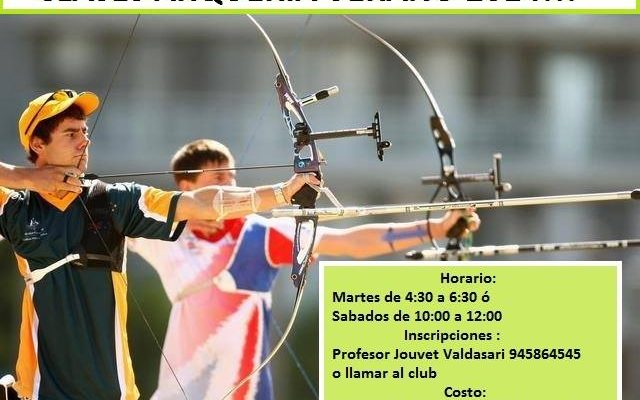 Horario:
Martes de 4:30 a 6:30 ó
Sabados de 10:00 a 12:00
Inscripciones :
Profesor Jouvet Valdasari 945864545
o llamar al club
Costo: